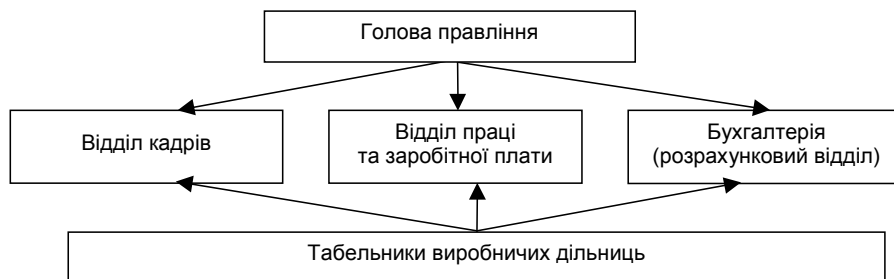 Голова правління
Відділ кадрів
Відділ праці
та заробітної плати
Бухгалтерія
(розрахунковий відділ)
Табельники виробничих дільниць